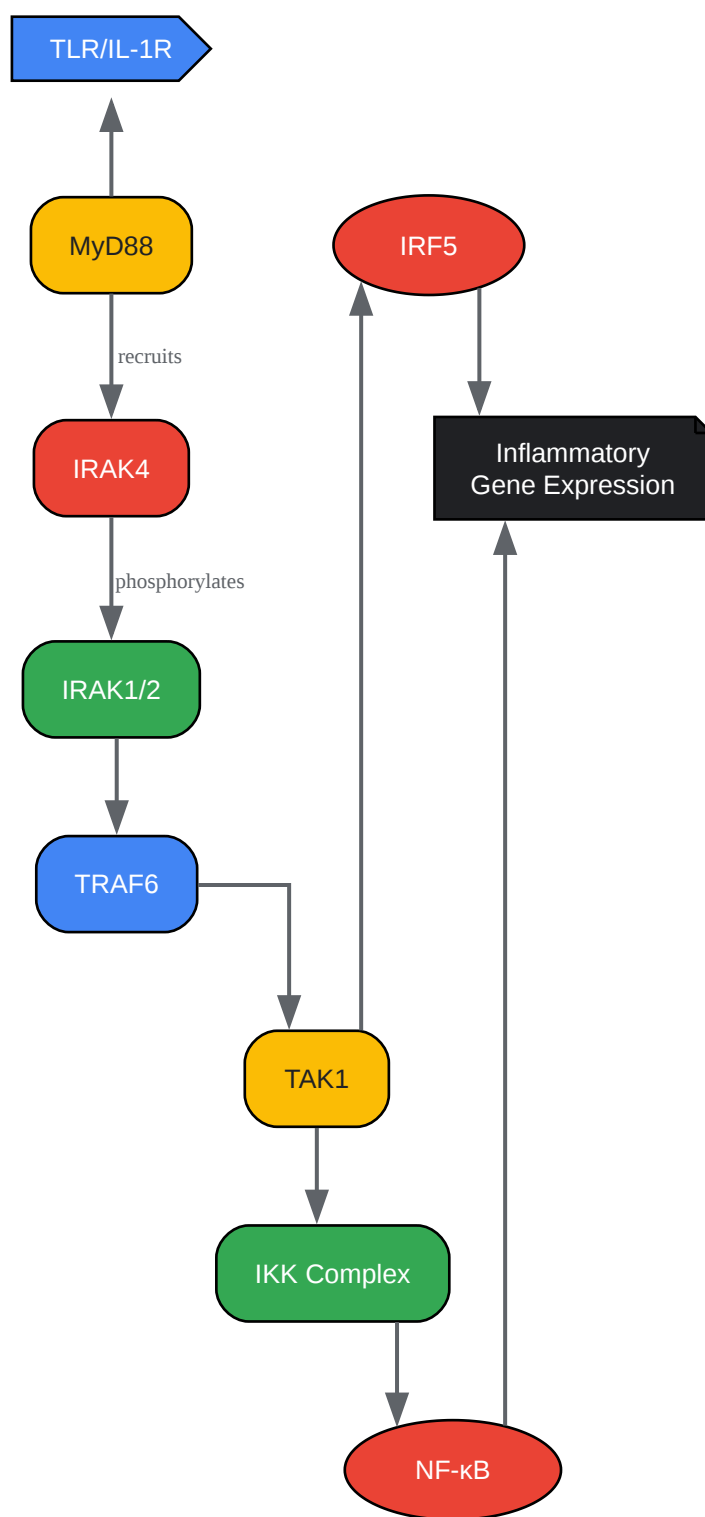 TLR/IL-1R
MyD88
IRF5
recruits
Inflammatory
Gene Expression
IRAK4
phosphorylates
IRAK1/2
TRAF6
TAK1
IKK Complex
NF-κB